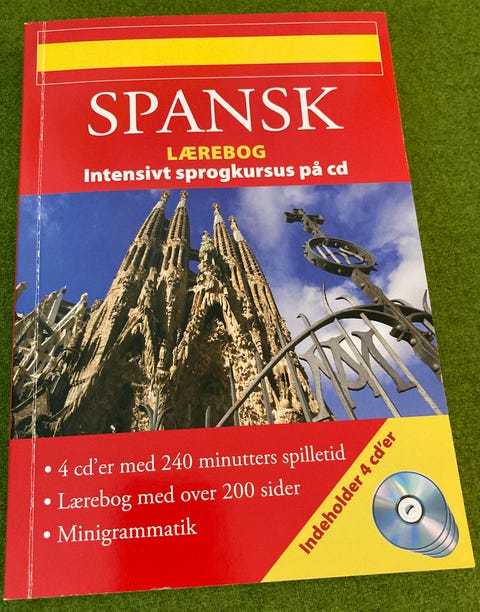 SPANSK
LÆREBOG
Intensivt sprogkursus på cd
• 4 cd'er med 240 minutters spilletid
• Lærebog med over 200 sider
• Minigrammatik
Indeholder 4 cd'er